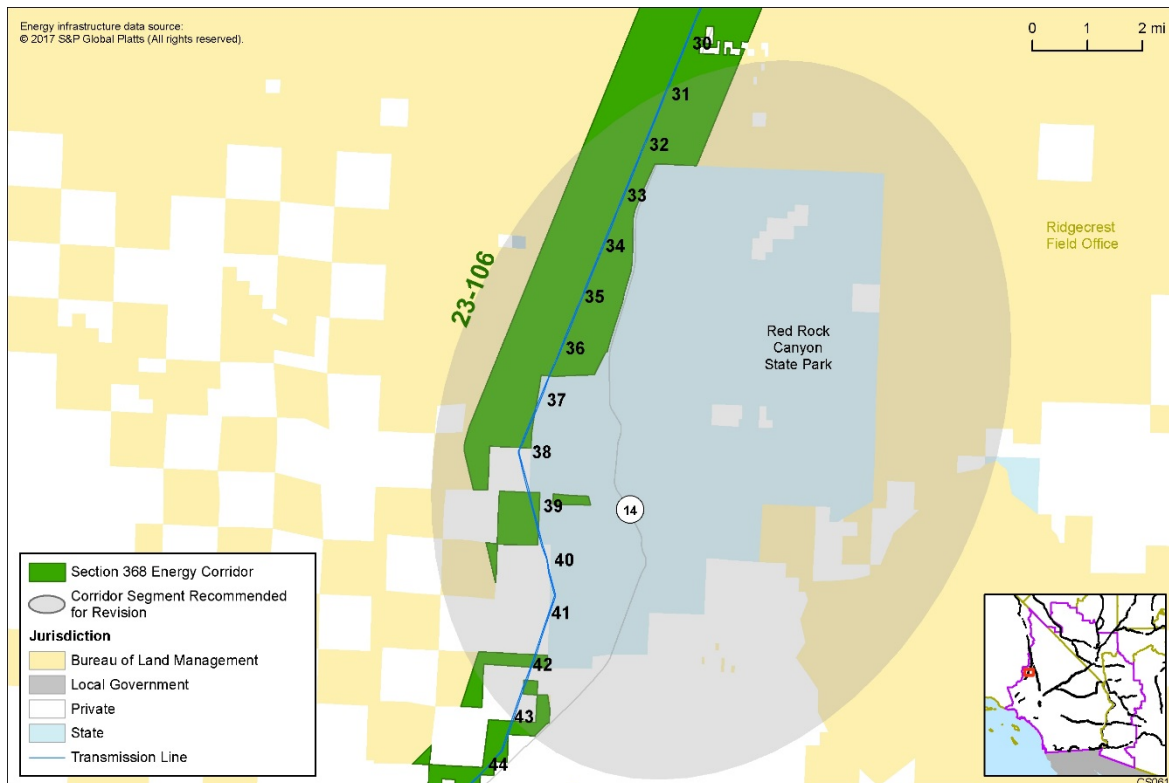 Energy infrastructure data source:
© 2017 S&P Global Platts (All rights reserved).
0 1 2 mi
30
31
32
33
34
35
36
37
38
39
40
41
42
43
44
23-106
14
Ridgecrest
Field Office
Red Rock
Canyon
State Park
Section 368 Energy Corridor
Corridor Segment Recommended
for Revision
Jurisdiction
Bureau of Land Management
Local Government
Private
State
Transmission Line
CS061